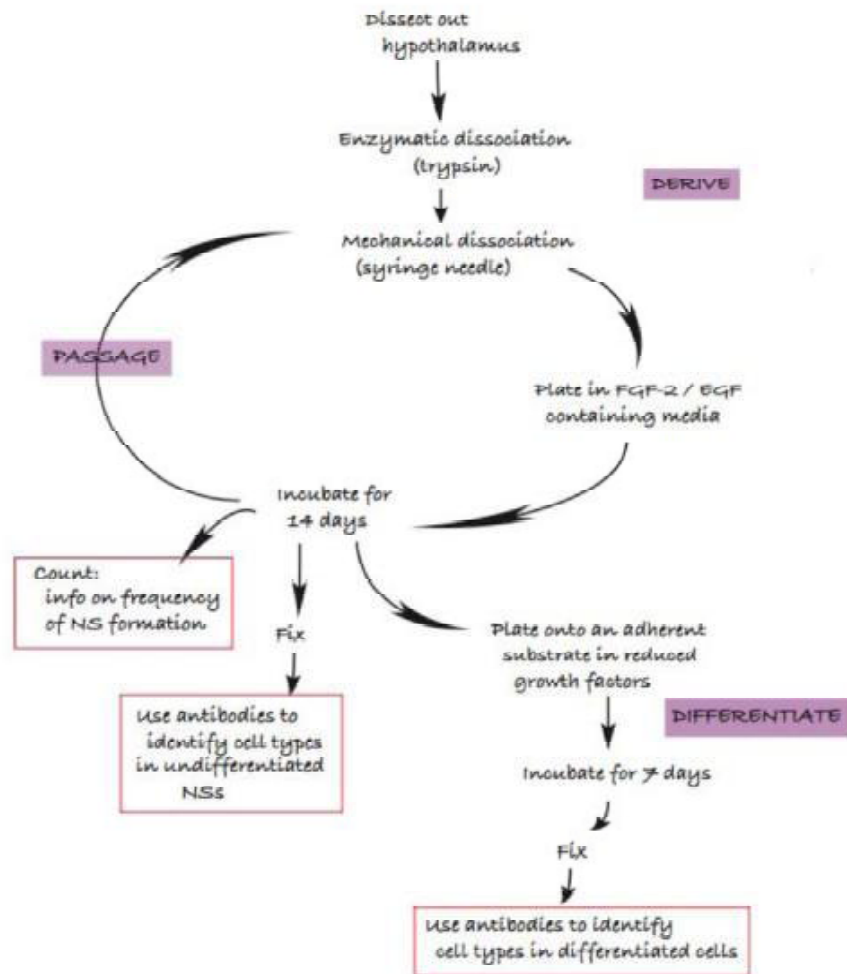 Dissect out
hypothalamus
Enzymatic dissociation
(trypsin)
DERIVE
Mechanical dissociation
(syringe needle)
PASSAGE
Plate in FGF-2 / EGF
containing media
Incubate for
14 days
Count:
info on frequency
of NS formation
Fix
Plate onto an adherent
substrate in reduced
growth factors
Use antibodies to
identify cell types
in undifferentiated
NSs
DIFFERENTIATE
Incubate for 7 days
Fix
Use antibodies to identify
cell types in differentiated cells